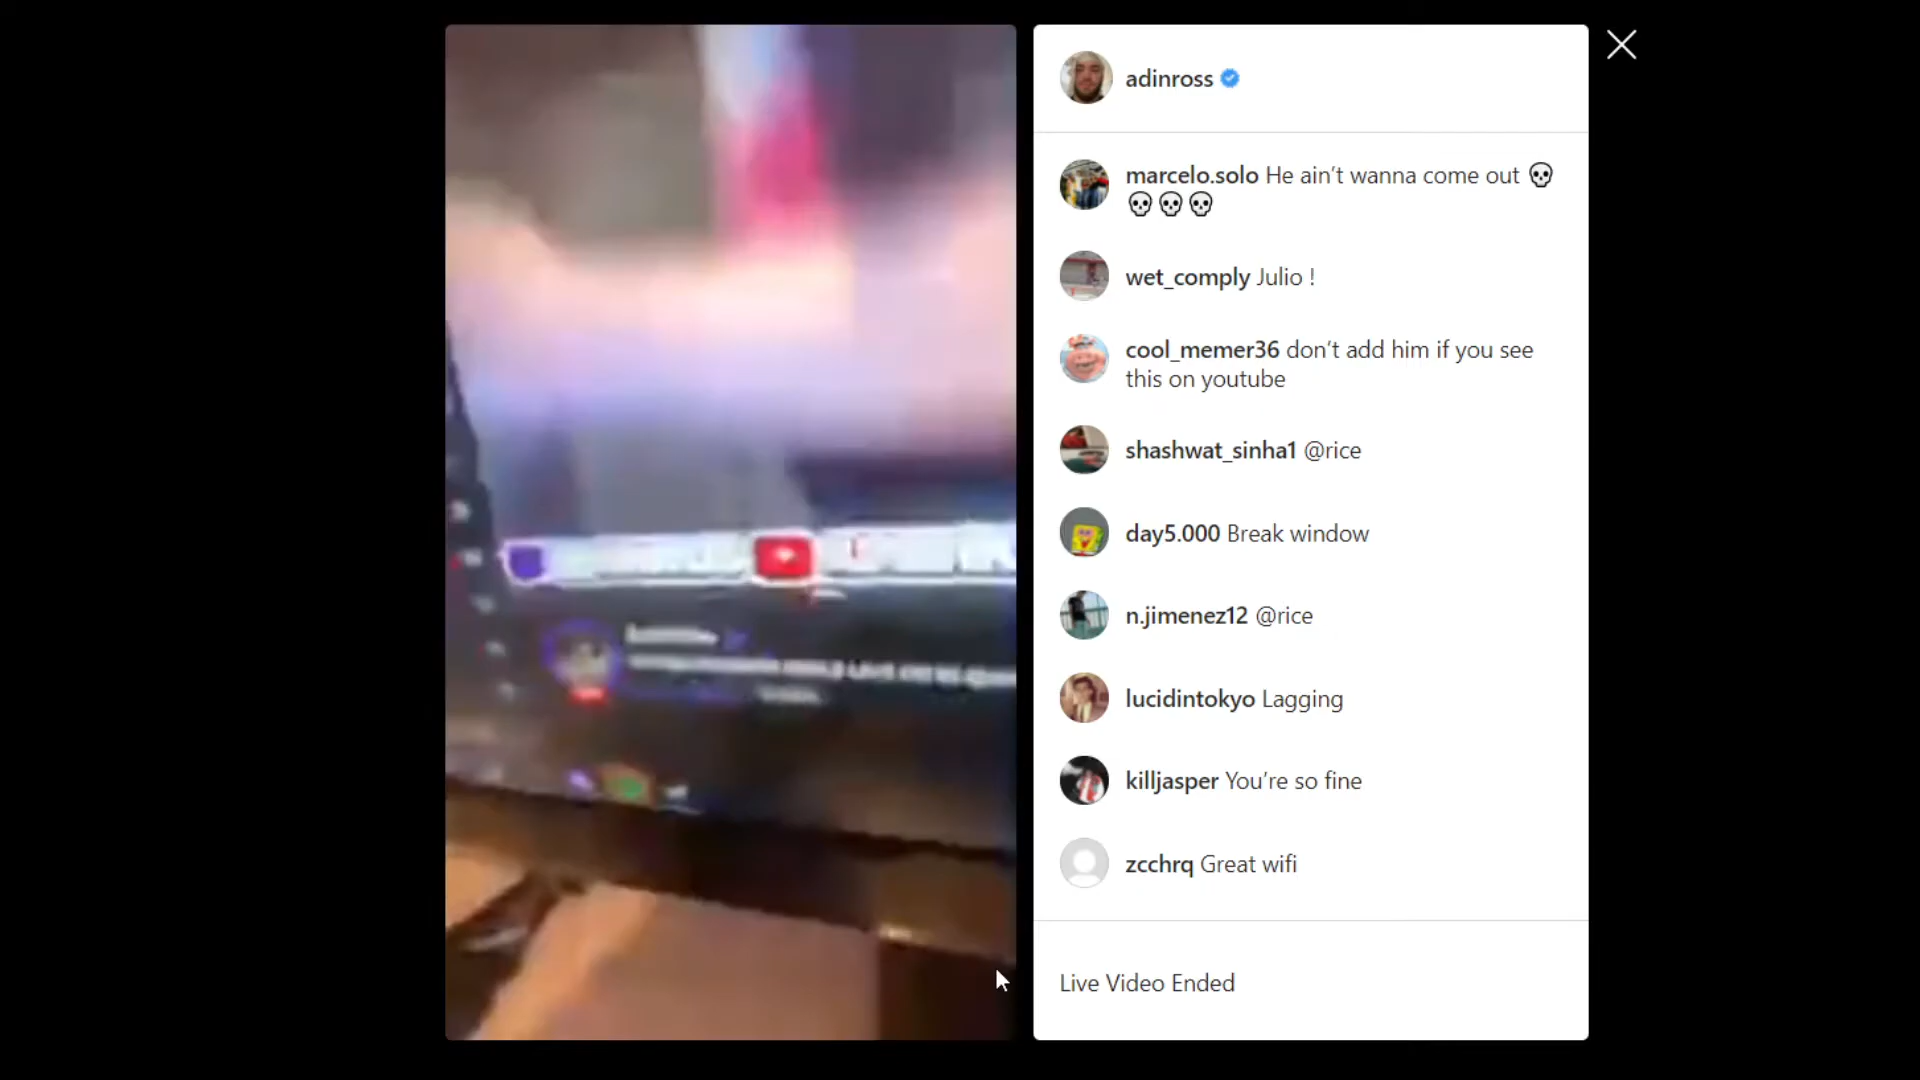 adinross
marcelo.solo He ain’t wanna come out 💀
💀💀💀
wet_comply Julio !
cool_memer36 don’t add him if you see
this on youtube
shashwat_sinha1 @rice
day5.000 Break window
n.jimenez12 @rice
lucidintokyo Lagging
killjasper You’re so fine
zcchrq Great wifi
Live Video Ended